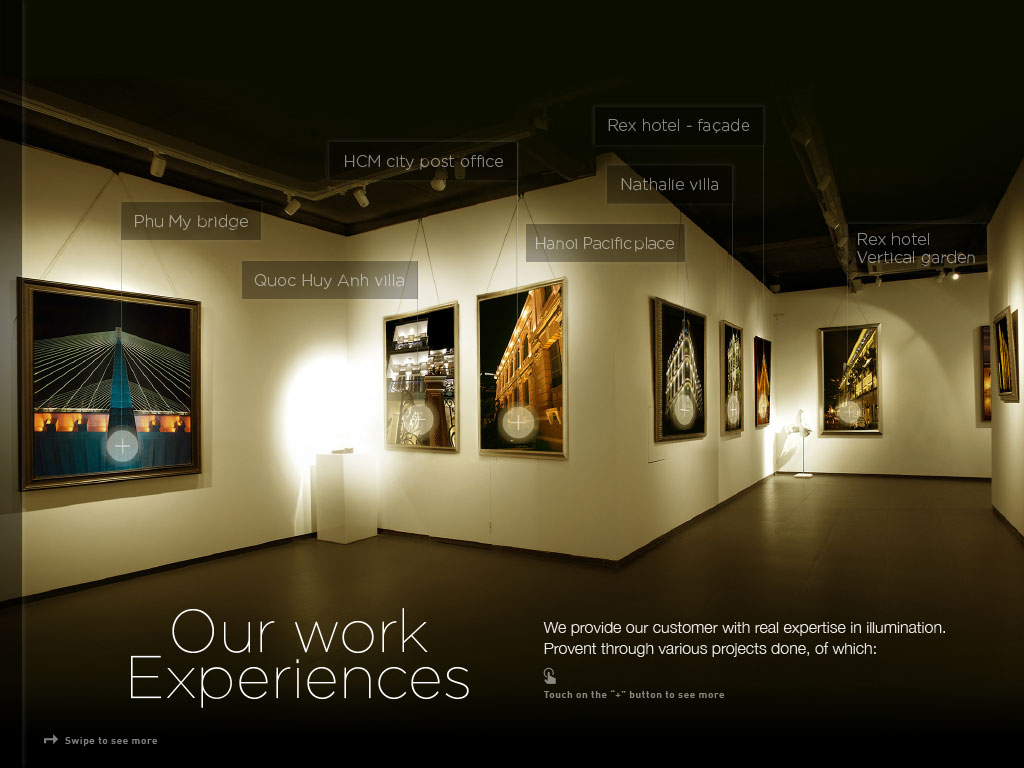 Rex hotel - façade
HCM city post office
Nathalie villa
Phu My bridge
Hanoi Pacific place
Rex hotel
Vertical garden
Quoc Huy Anh villa
Our work
Experiences
We provide our customer with real expertise in illumination.
Provent through various projects done, of which:
Touch on the "+" button to see more
Swipe to see more